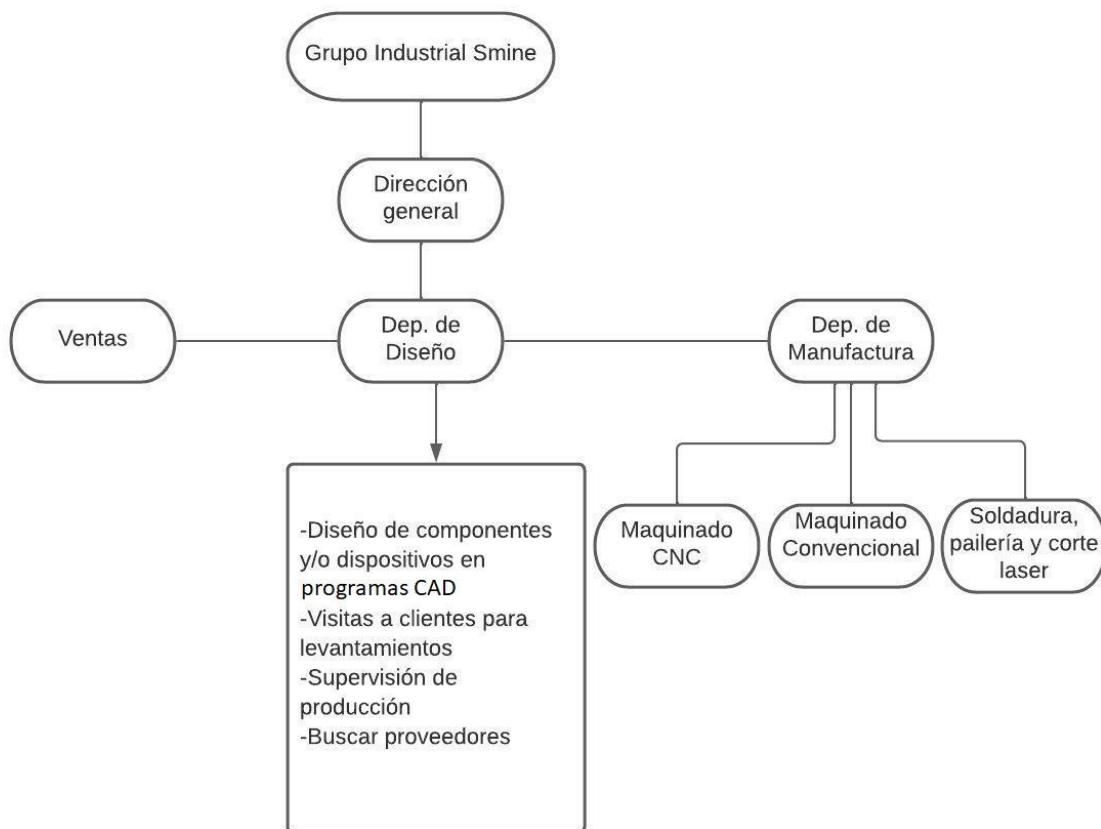 Grupo Industrial Smine
Dirección
general
Ventas
Dep. de
Diseño
Dep. de
Manufactura
-Diseño de componentes
y/o dispositivos en
programas CAD
-Visitas a clientes para
levantamientos
-Supervisión de
producción
-Buscar proveedores
Maquinado
CNC
Maquinado
Convencional
Soldadura,
pailería y corte
laser